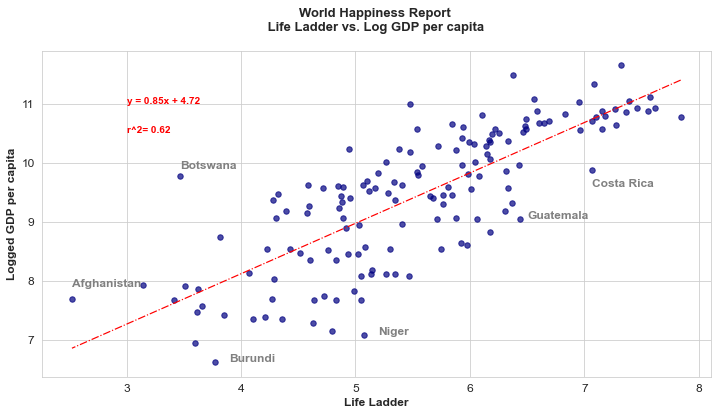 World Happiness Report
Life Ladder vs. Log GDP per capita
y = 0.85x + 4.72
r^2= 0.62
Botswana
Costa Rica
Guatemala
Afghanistan
Niger
Burundi
Logged GDP per capita
11
10
9
8
7
3 4 5 6 7 8
Life Ladder